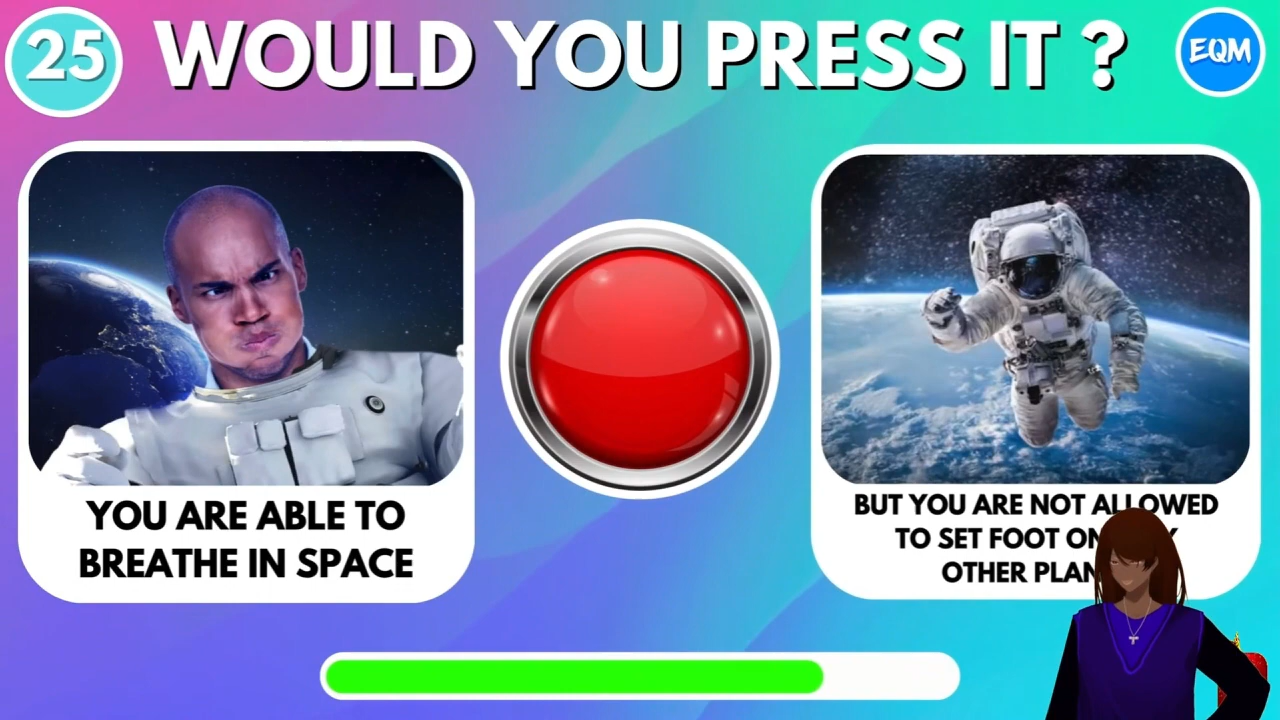 25
WOULD YOU PRESS IT ?
EQM
YOU ARE ABLE TO
BREATHE IN SPACE
BUT YOU ARE NOT ALLOWED
TO SET FOOT
OTHER